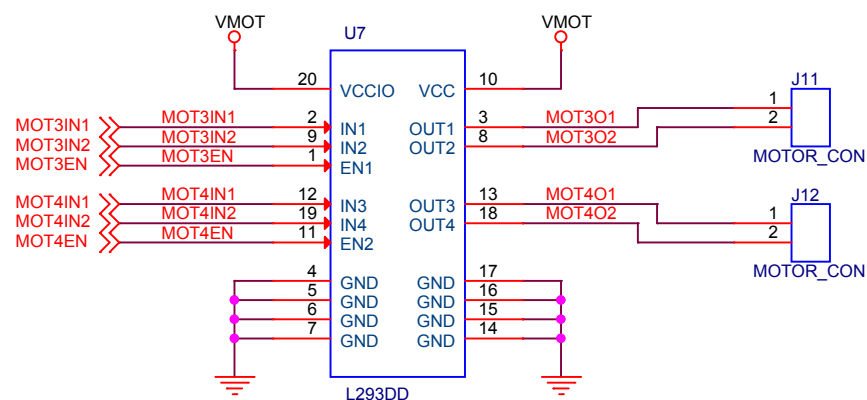 VMOT U7 VMOT
20 VCCIO VCC 10 J11
MOT3IN1 MOT3IN1 2 IN1 OUT1 3 MOT3O1 1
MOT3IN2 MOT3IN2 9 IN2 OUT2 8 MOT3O2 2
MOT3EN MOT3EN 1 EN1 MOTOR_CON
MOT4IN1 MOT4IN1 12 IN3 OUT3 13 MOT4O1 J12
MOT4IN2 MOT4IN2 19 IN4 OUT4 18 MOT4O2 1
MOT4EN MOT4EN 11 EN2 2
MOTOR_CON
4 GND GND 17
5 GND GND 16
6 GND GND 15
7 GND GND 14
L293DD